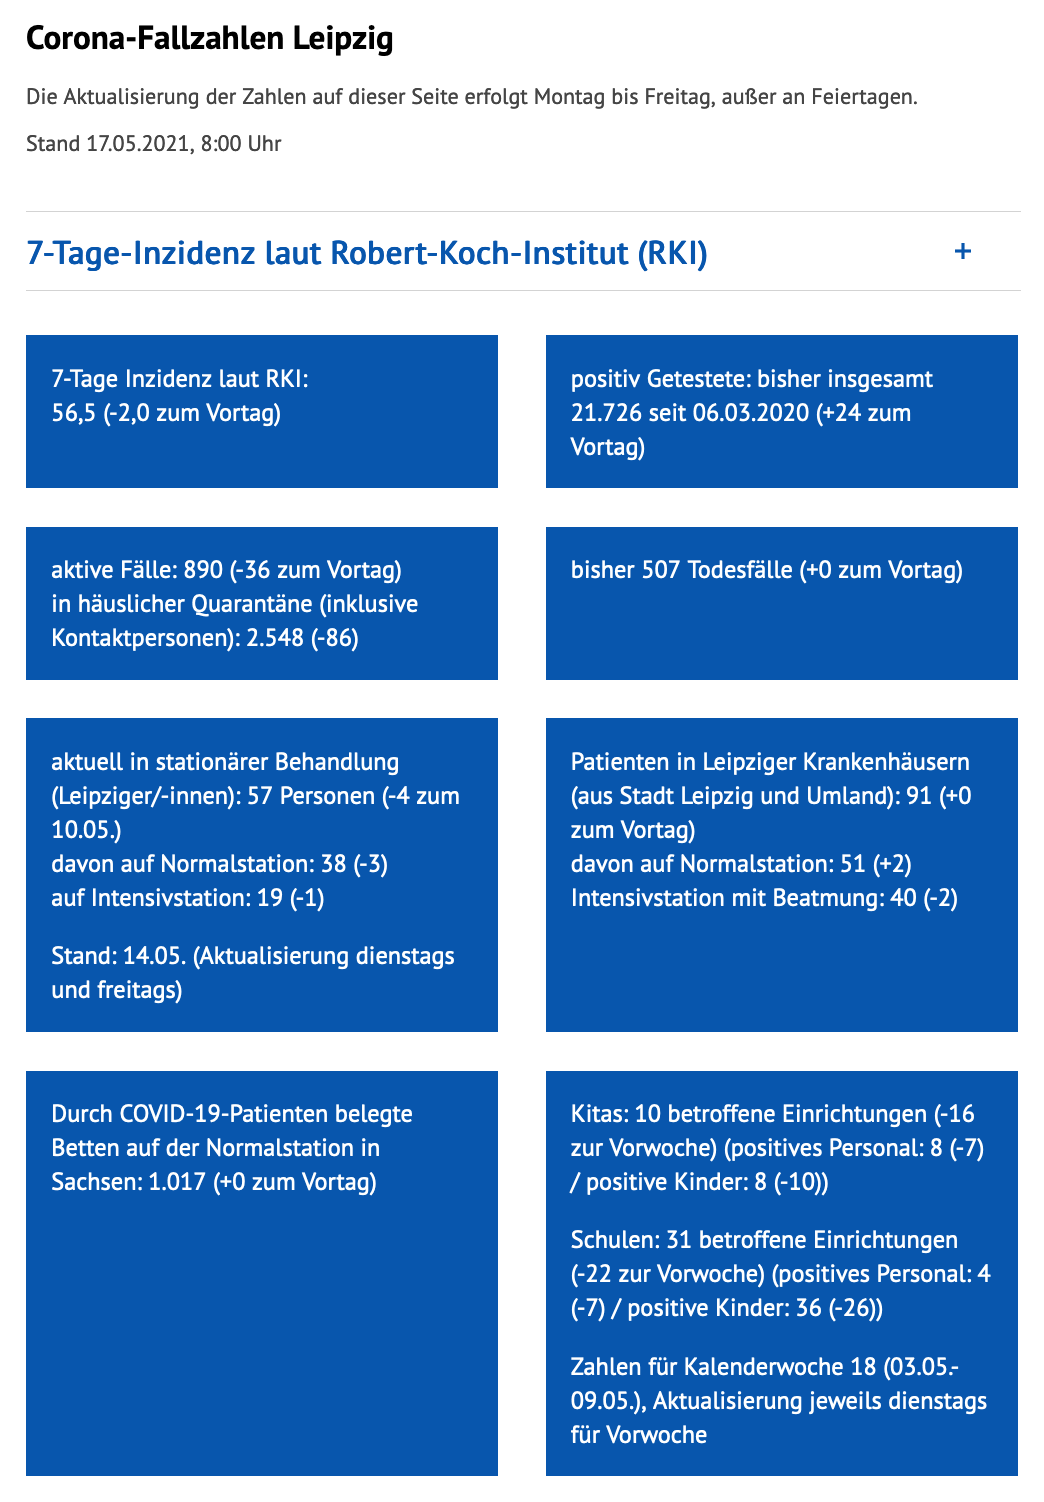 Corona-Fallzahlen Leipzig
Die Aktualisierung der Zahlen auf dieser Seite erfolgt Montag bis Freitag, außer an Feiertagen.
Stand 17.05.2021, 8:00 Uhr
7-Tage-Inzidenz laut Robert-Koch-Institut (RKI) +
7-Tage Inzidenz laut RKI:
56,5 (-2,0 zum Vortag)
positiv Getestete: bisher insgesamt
21.726 seit 06.03.2020 (+24 zum
Vortag)
aktive Fälle: 890 (-36 zum Vortag)
in häuslicher Quarantäne (inklusive
Kontaktpersonen): 2.548 (-86)
bisher 507 Todesfälle (+0 zum Vortag)
aktuell in stationärer Behandlung
(Leipziger/-innen): 57 Personen (-4 zum
10.05.)
davon auf Normalstation: 38 (-3)
auf Intensivstation: 19 (-1)
Stand: 14.05. (Aktualisierung dienstags
und freitags)
Patienten in Leipziger Krankenhäusern
(aus Stadt Leipzig und Umland): 91 (+0
zum Vortag)
davon auf Normalstation: 51 (+2)
Intensivstation mit Beatmung: 40 (-2)
Durch COVID-19-Patienten belegte
Betten auf der Normalstation in
Sachsen: 1.017 (+0 zum Vortag)
Kitas: 10 betroffene Einrichtungen (-16
zur Vorwoche) (positives Personal: 8 (-7)
/ positive Kinder: 8 (-10))
Schulen: 31 betroffene Einrichtungen
(-22 zur Vorwoche) (positives Personal: 4
(-7) / positive Kinder: 36 (-26))
Zahlen für Kalenderwoche 18 (03.05.-
09.05.), Aktualisierung jeweils dienstags
für Vorwoche